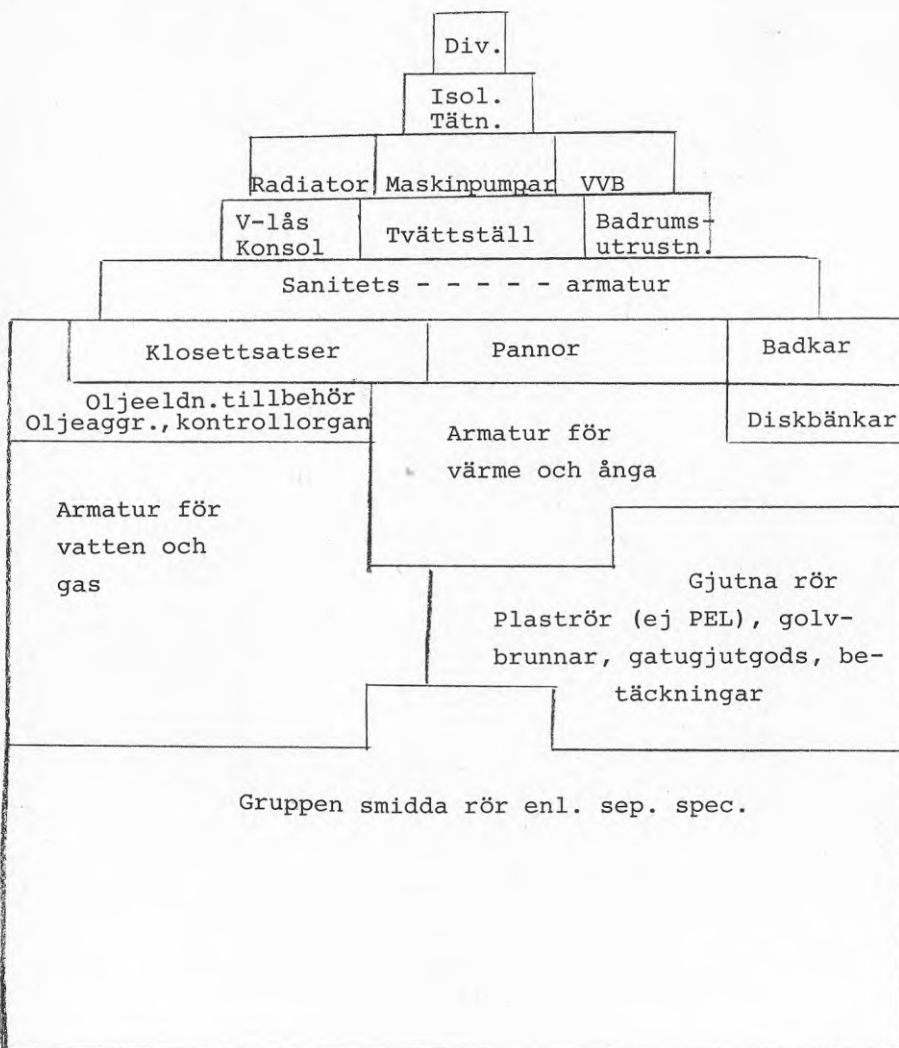 Div.
Isol.
Tätn.
Radiator Maskinpumpar VVB
V-lås
Konsol
Tvättställ
Badrums-
utrustn.
Sanitets - - - - - armatur
Klosettsatser Pannor Badkar
Oljeeldn.tillbehör
Oljeaggr.,kontrollorgan
Armatur för
värme och ånga
Diskbänkar
Armatur för
vatten och
gas
Gjutna rör
Plaströr (ej PEL), golv-
brunnar, gatugjutgods, be-
täckningar
Gruppen smidda rör enl. sep. spec.